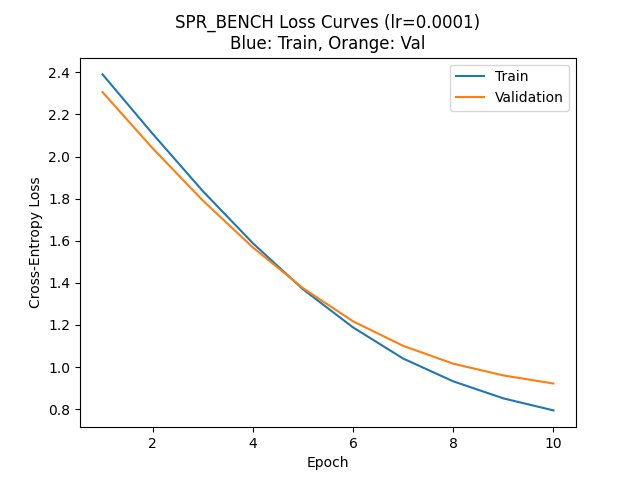 SPR_BENCH Loss Curves (lr=0.0001)
Blue: Train, Orange: Val
Train
Validation
2.4
2.2
2.0
1.8
1.6
1.4
1.2
1.0
0.8
Cross-Entropy Loss
2
4
6
8
10
Epoch